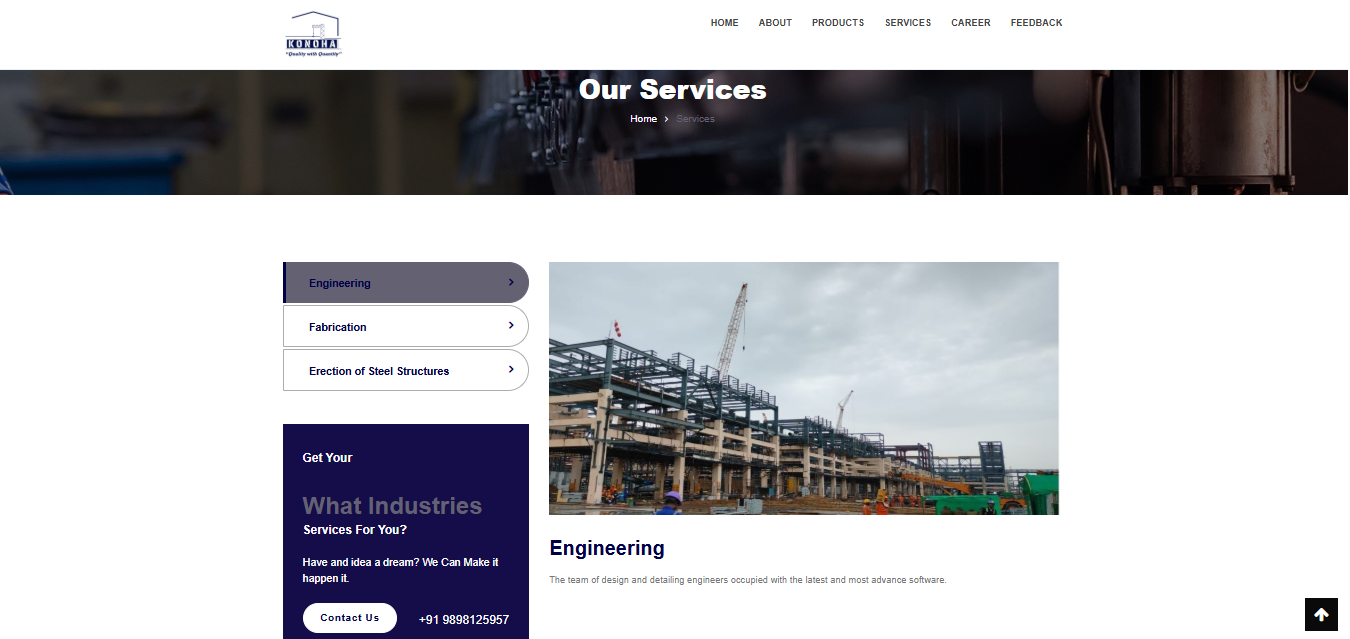 KONOHA
"Quality with Quantity"
HOME ABOUT PRODUCTS SERVICES CAREER FEEDBACK
Our Services
Home > Services
Engineering
Fabrication
Erection of Steel Structures
Get Your
What Industries
Services For You?
Have and idea a dream? We Can Make it
happen it.
Contact Us +91 9898125957
Engineering
The team of design and detailing engineers occupied with the latest and most advance software.